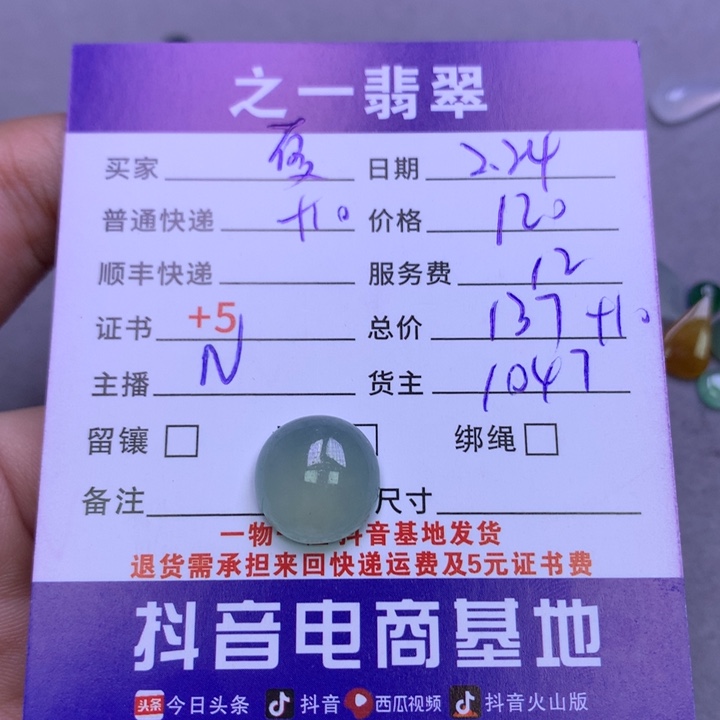 之一翡翠
买家 日期 2.24
普通快递 +10 价格 120
顺丰快递 服务费 12
证书 +5 总价 137 +10
主播 N 货主 1047
留镶 绑绳
备注 尺寸
一物 抖音基地发货
退货需承担来回快递运费及5元证书费
抖音电商基地
头条 今日头条 抖音 西瓜视频 抖音火山版